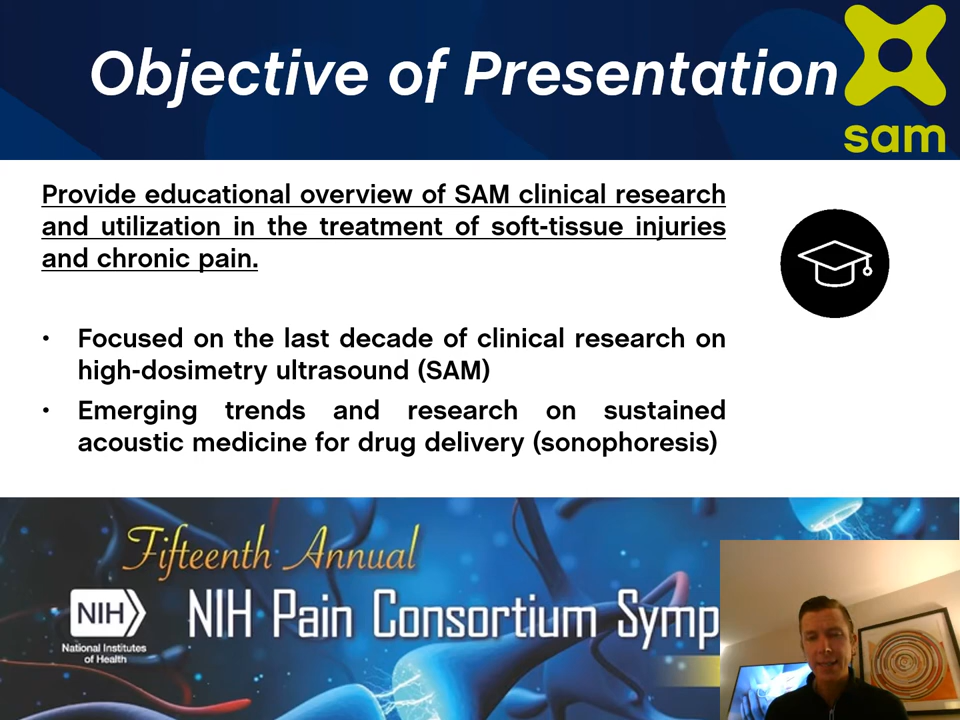 Objective of Presentation
sam
sam
Provide educational overview of SAM clinical research
and utilization in the treatment of soft-tissue injuries
and chronic pain.
• Focused on the last decade of clinical research on
high-dosimetry ultrasound (SAM)
• Emerging trends and research on sustained
acoustic medicine for drug delivery (sonophoresis)
Fifteenth Annual
NIH
NIH Pain Consortium Symp
National Institutes
of Health